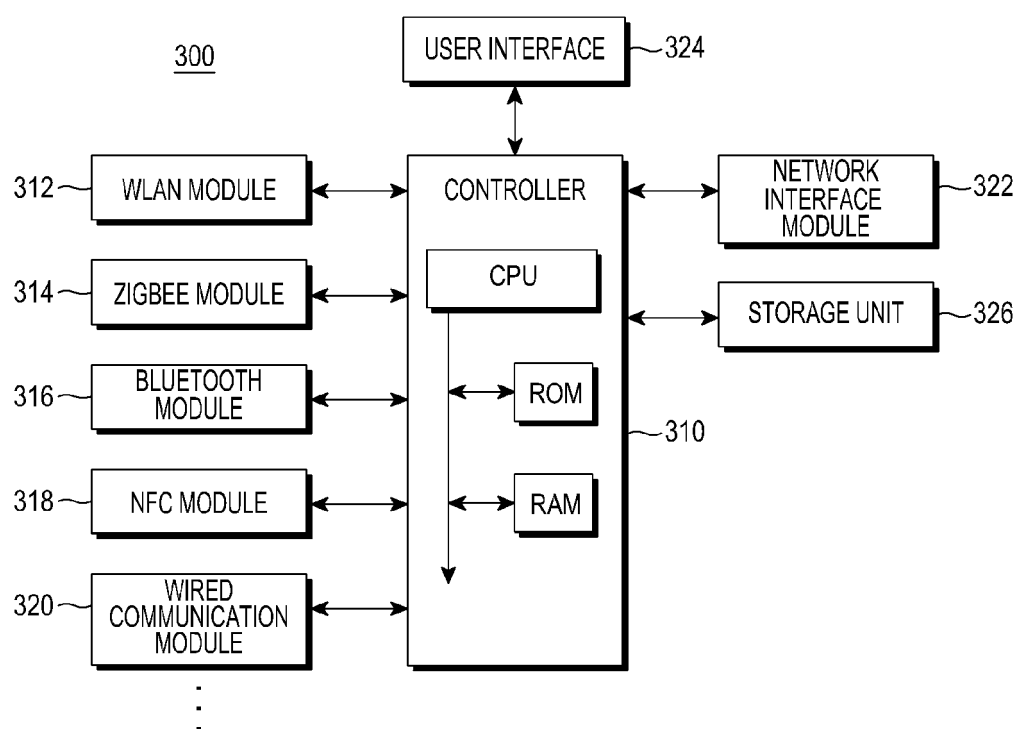 300
USER INTERFACE
324
312
WLAN MODULE
CONTROLLER
NETWORK
INTERFACE
MODULE
322
314
ZIGBEE MODULE
CPU
STORAGE UNIT
326
316
BLUETOOTH
MODULE
ROM
310
318
NFC MODULE
RAM
320
WIRED
COMMUNICATION
MODULE